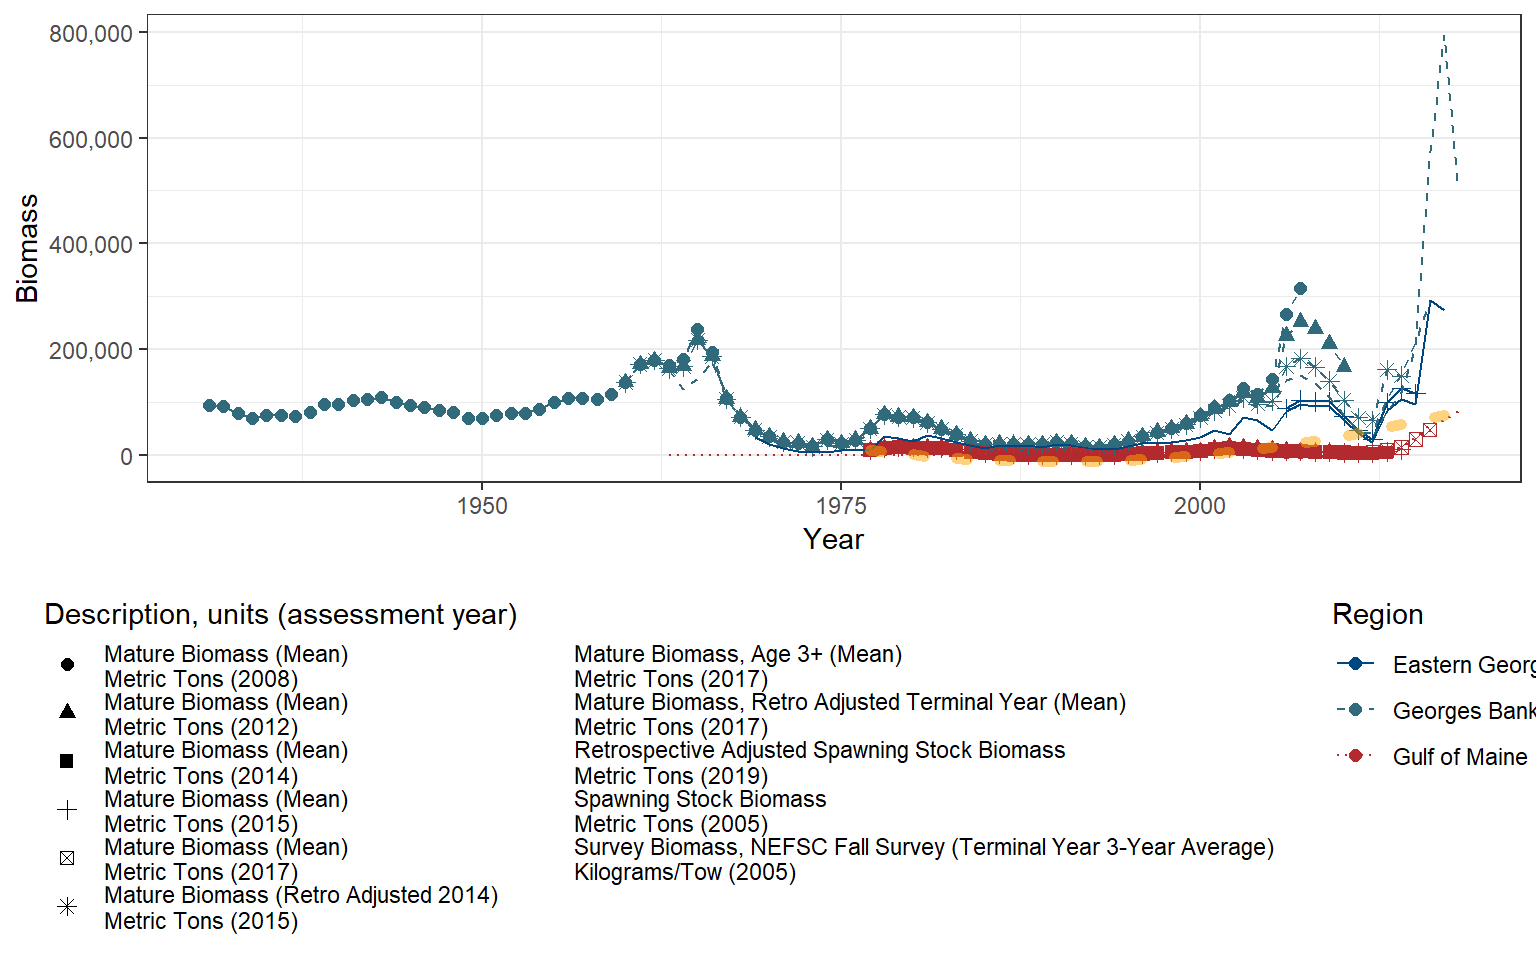 800,000
600,000
400,000
200,000
0
Biomass
1950
1975
2000
Year
Description, units (assessment year)
Mature Biomass (Mean)
Metric Tons (2008)
Mature Biomass (Mean)
Metric Tons (2012)
Mature Biomass (Mean)
Metric Tons (2014)
Mature Biomass (Mean)
Metric Tons (2015)
Mature Biomass (Mean)
Metric Tons (2017)
Mature Biomass (Retro Adjusted 2014)
Metric Tons (2015)
Mature Biomass, Age 3+ (Mean)
Metric Tons (2017)
Mature Biomass, Retro Adjusted Terminal Year (Mean)
Metric Tons (2017)
Retrospective Adjusted Spawning Stock Biomass
Metric Tons (2019)
Spawning Stock Biomass
Metric Tons (2005)
Survey Biomass, NEFSC Fall Survey (Terminal Year 3-Year Average)
Kilograms/Tow (2005)
Region
Eastern
Georges Bank
Gulf of Maine